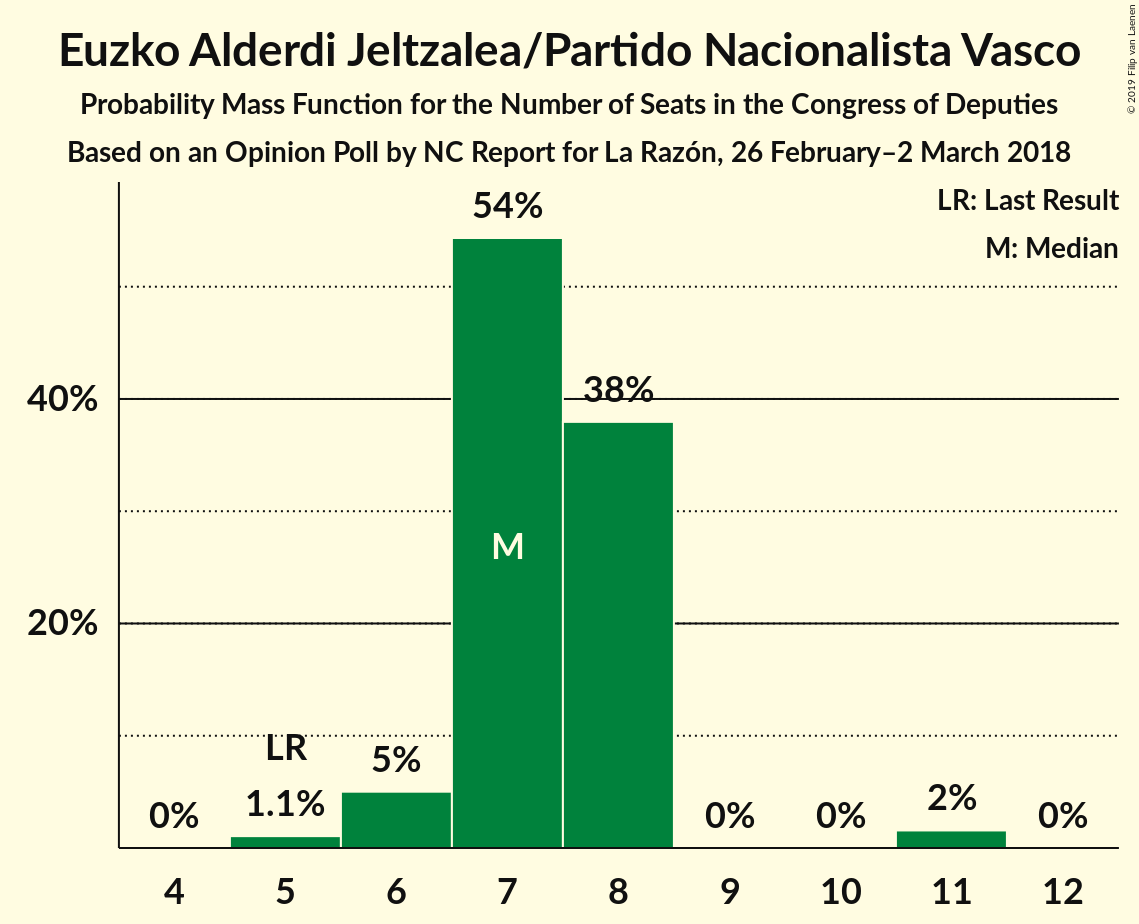 Euzko Alderdi Jeltzalea/Partido Nacionalista Vasco
Probability Mass Function for the Number of Seats in the Congress of Deputies
Based on an Opinion Poll by NC Report for La Razón, 26 February–2 March 2018
© 2019 Filip van Laenen
LR: Last Result
M: Median
54%
40%
38%
M
20%
LR
5%
0%
1.1%
0%
0%
2%
0%
4 5 6 7 8 9 10 11 12